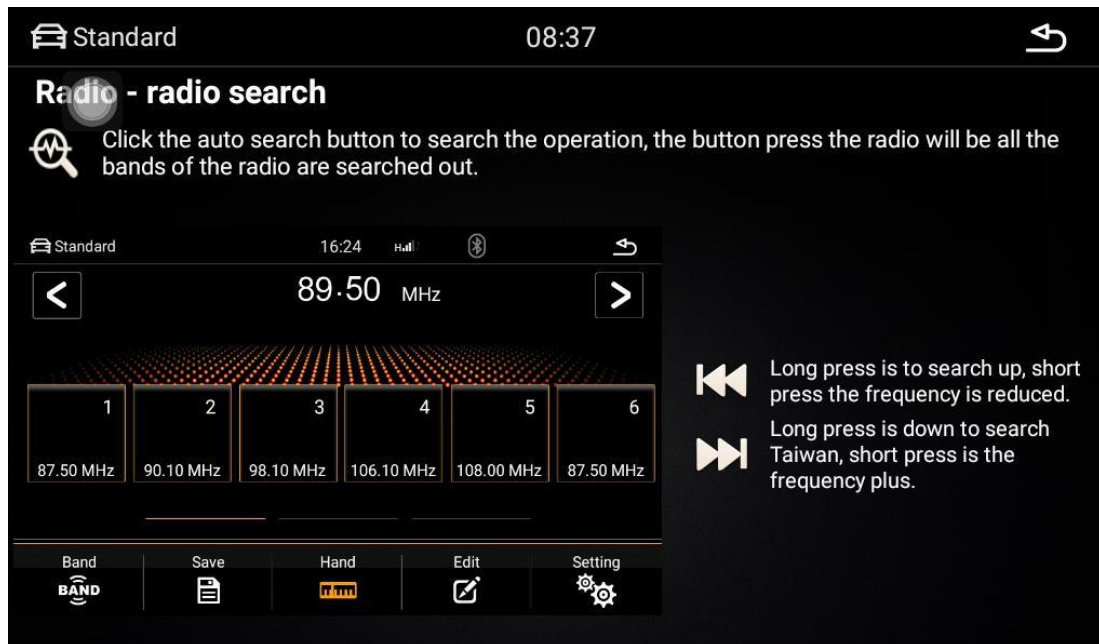 Standard 08:37
Radio - radio search
Click the auto search button to search the operation, the button press the radio will be all the
bands of the radio are searched out.
Standard 16:24 H
89.50 MHz
1 2 3 4 5 6
87.50 MHz 90.10 MHz 98.10 MHz 106.10 MHz 108.00 MHz 87.50 MHz
Band Save Hand Edit Setting
BAND
Long press is to search up, short
press the frequency is reduced.
Long press is down to search
Taiwan, short press is the
frequency plus.